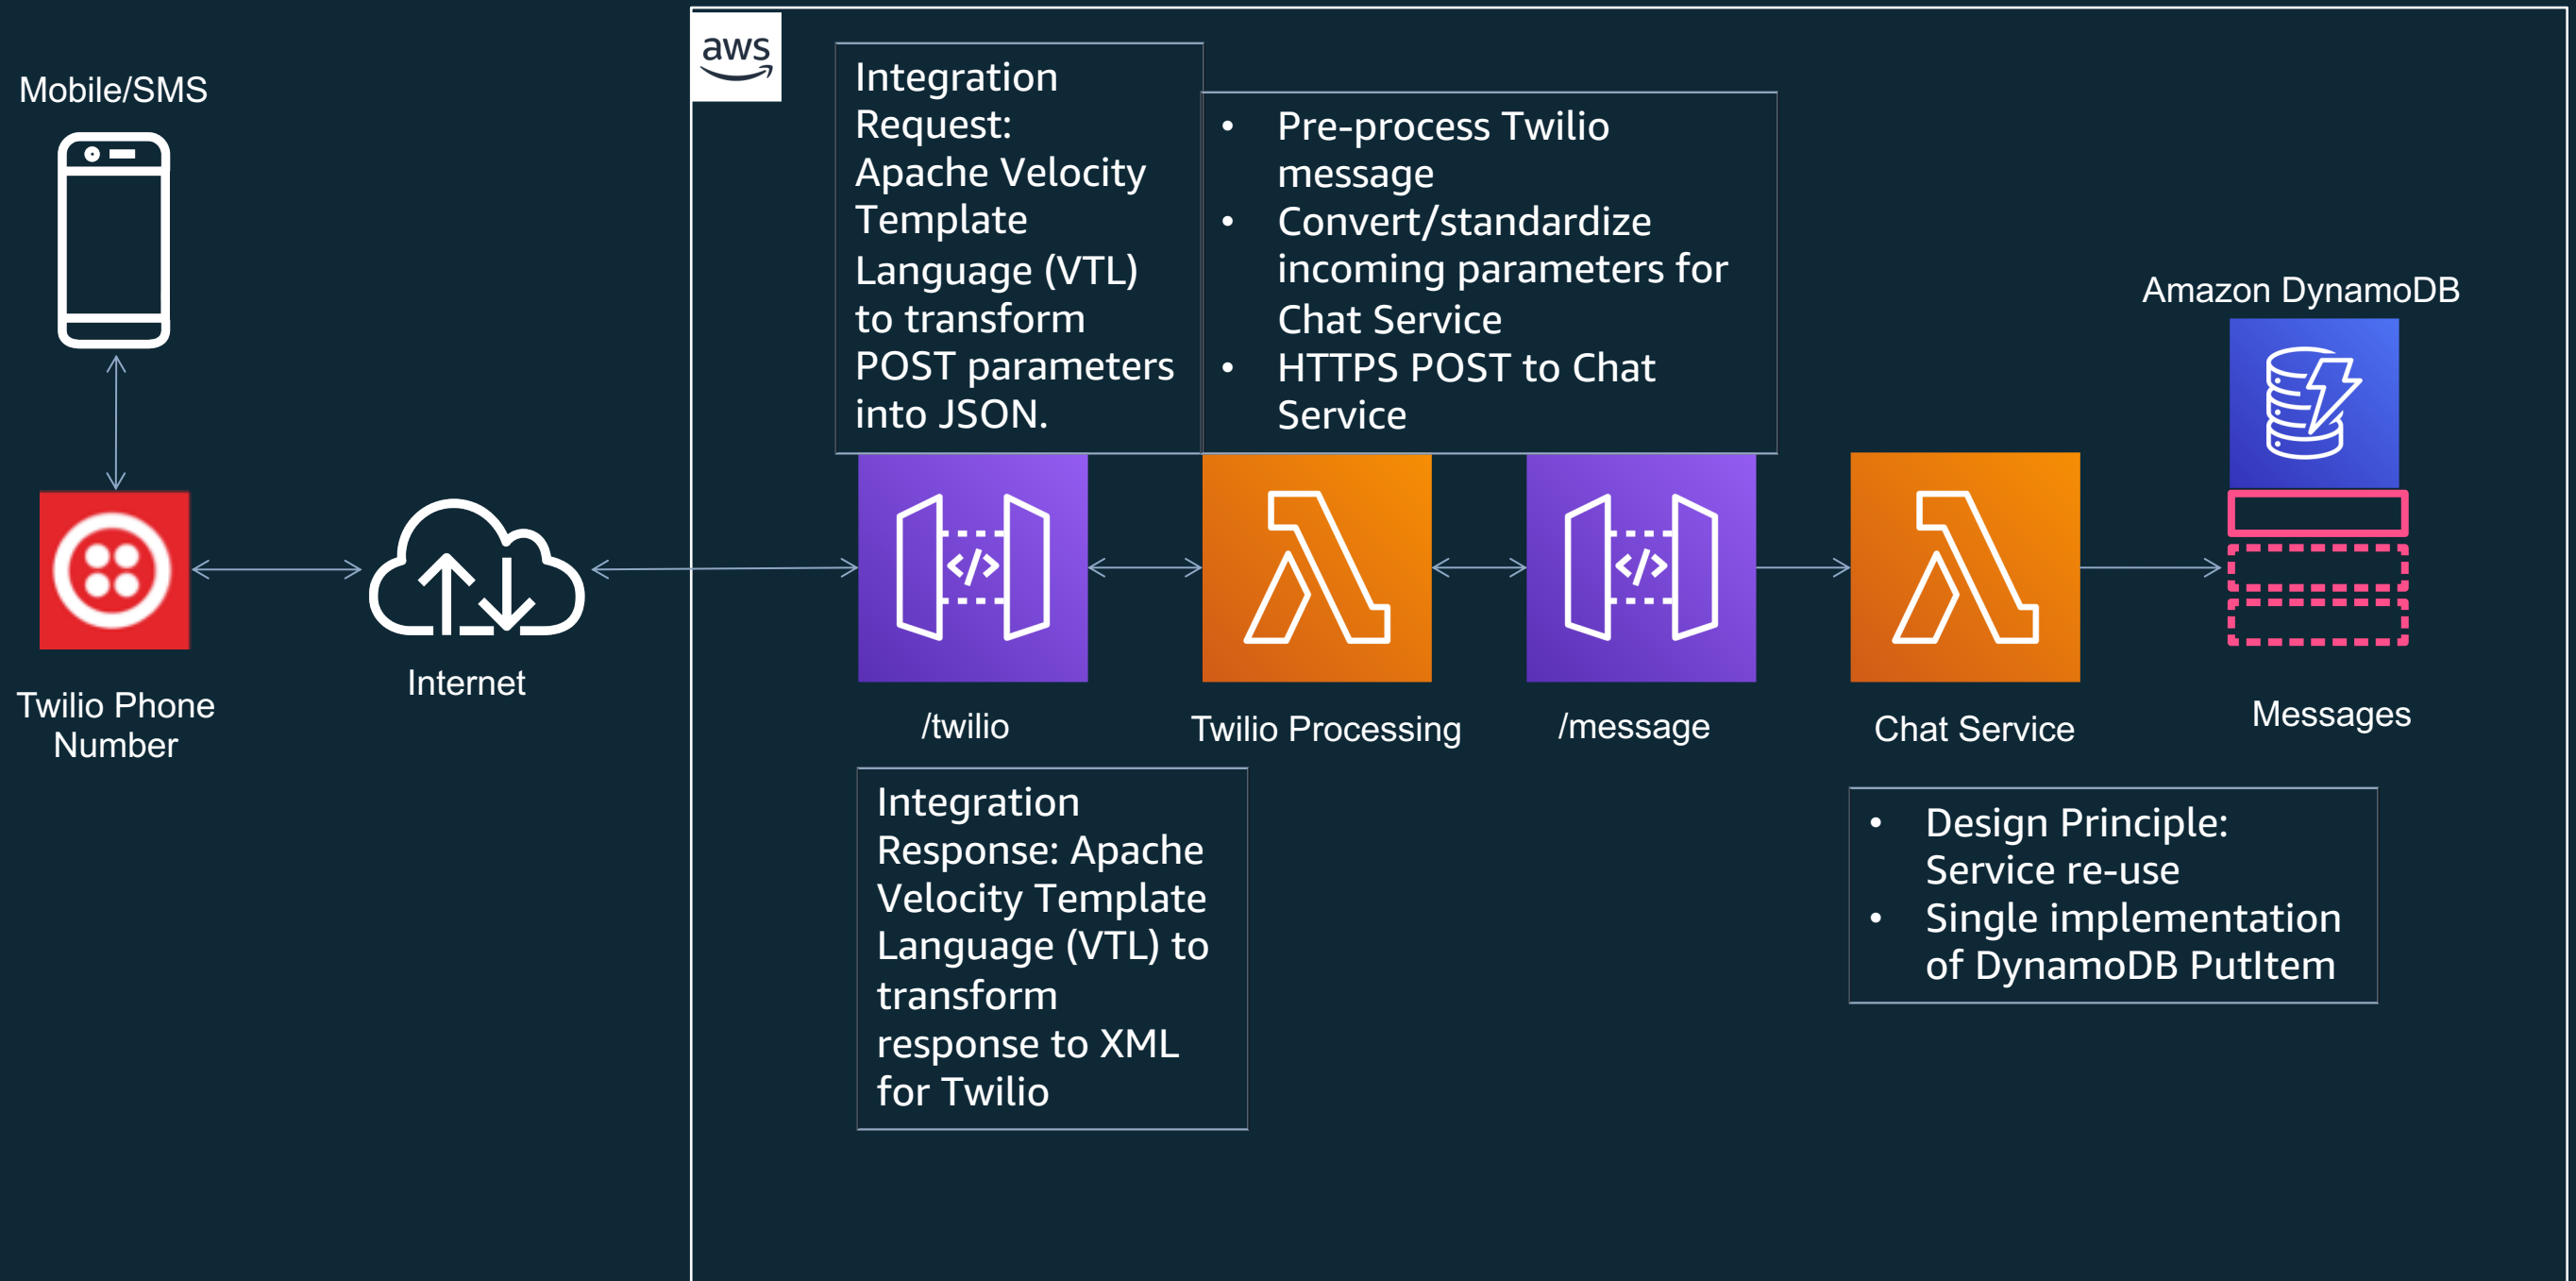 aws
Mobile/SMS
Integration
Request:
Apache Velocity
Template
Language (VTL)
to transform
POST parameters
into JSON.
• Pre-process Twilio
message
• Convert/standardize
incoming parameters for
Chat Service
• HTTPS POST to Chat
Service
Amazon DynamoDB
</>
</>
Twilio Phone
Number
Internet
/twilio
Twilio Processing
/message
Chat Service
Messages
Integration
Response: Apache
Velocity Template
Language (VTL) to
transform
response to XML
for Twilio
• Design Principle:
Service re-use
• Single implementation
of DynamoDB PutItem